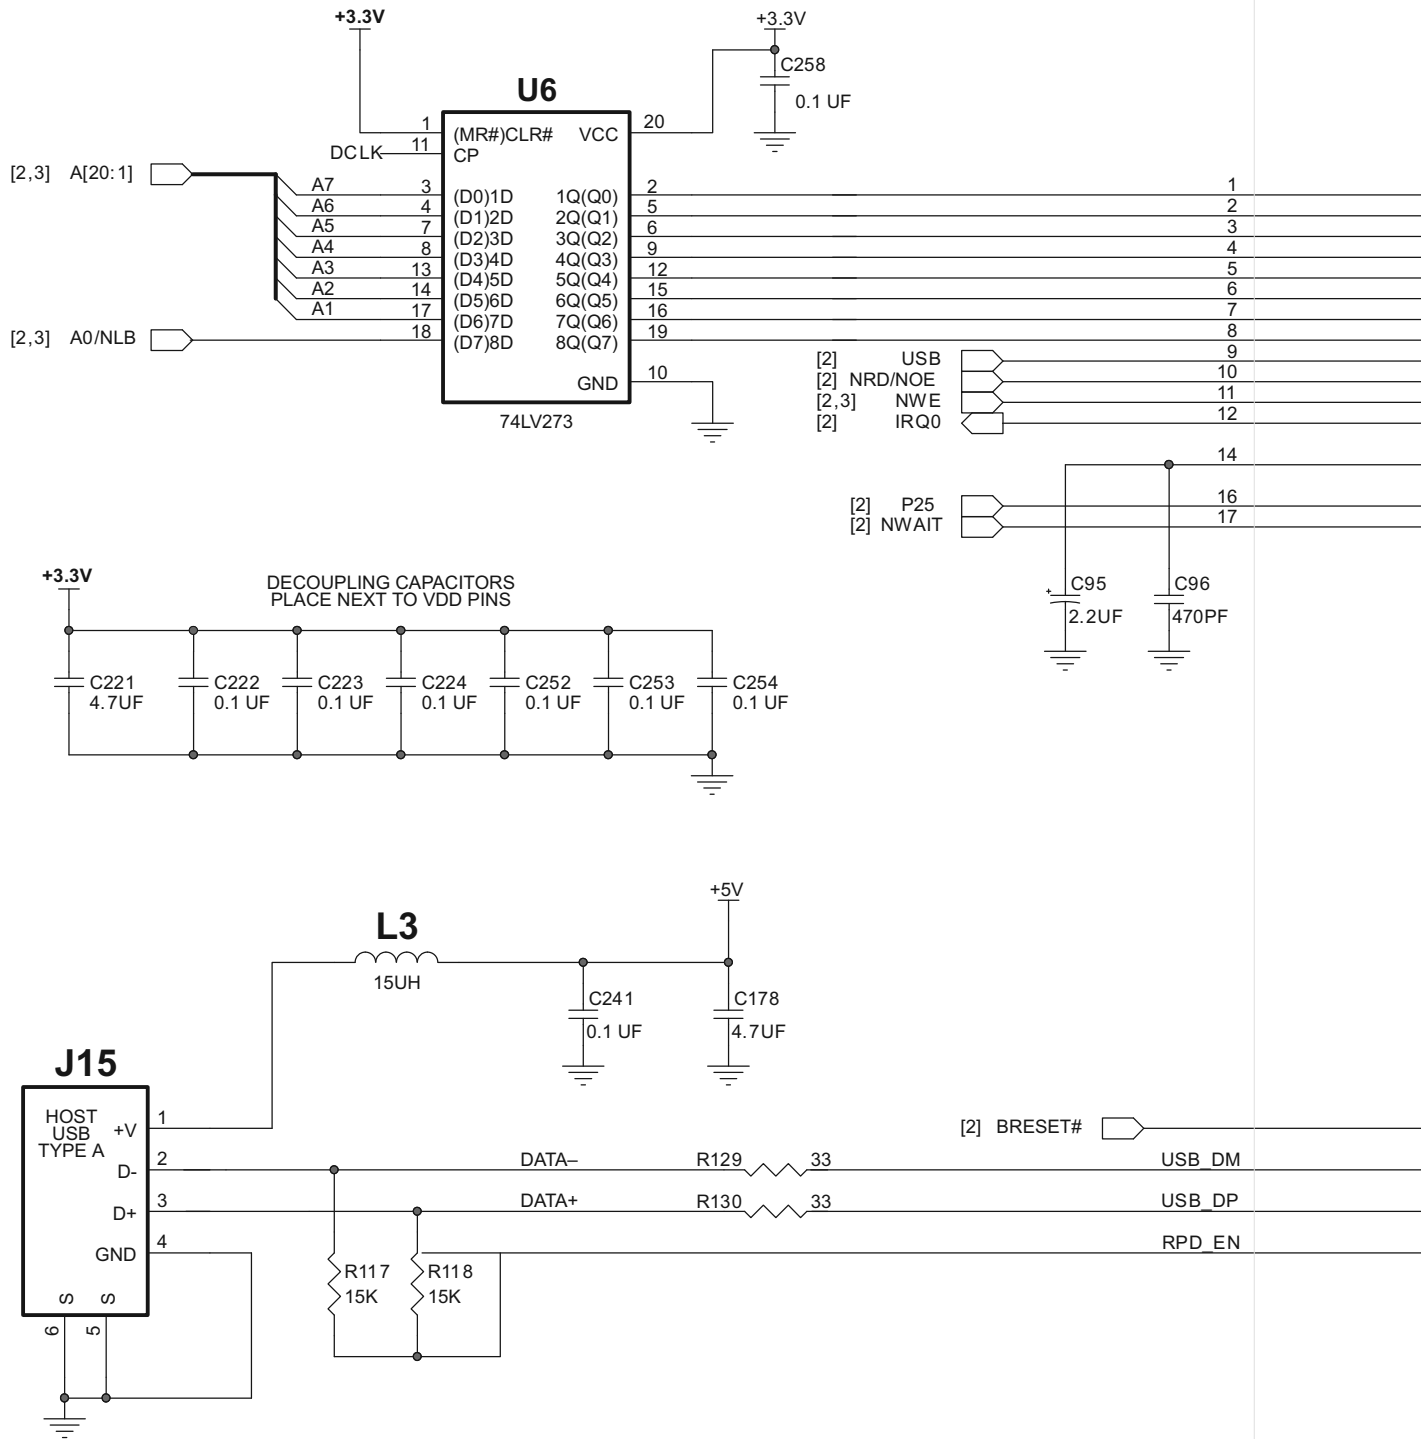 +3.3V
+3.3V
C258
0.1 UF
U6
1 (MR#)CLR# VCC 20
DCLK 11 CP
[2,3] A[20:1]
A7 3 (D0)1D 1Q(Q0) 2 1
A6 4 (D1)2D 2Q(Q1) 5 2
A5 7 (D2)3D 3Q(Q2) 6 3
A4 8 (D3)4D 4Q(Q3) 9 4
A3 13 (D4)5D 5Q(Q4) 12 5
A2 14 (D5)6D 6Q(Q5) 15 6
A1 17 (D6)7D 7Q(Q6) 16 7
[2,3] A0/NLB 18 (D7)8D 8Q(Q7) 19 8
GND 10
74LV273
[2] USB 9
[2] NRD/NOE 10
[2,3] NWE 11
[2] IRQ0 12
14
[2] P25 16
[2] NWAIT 17
C95
2.2UF
+
C96
470PF
+3.3V
DECOUPLING CAPACITORS
PLACE NEXT TO VDD PINS
C221
4.7UF
C222
0.1 UF
C223
0.1 UF
C224
0.1 UF
C252
0.1 UF
C253
0.1 UF
C254
0.1 UF
+5V
L3
15UH
C241
0.1 UF
C178
4.7UF
J15
HOST
USB
TYPE A
+V 1
D- 2
D+ 3
GND 4
S S
6 5
[2] BRESET#
DATA– R129 33 USB_DM
DATA+ R130 33 USB_DP
RPD_EN
R117
15K
R118
15K